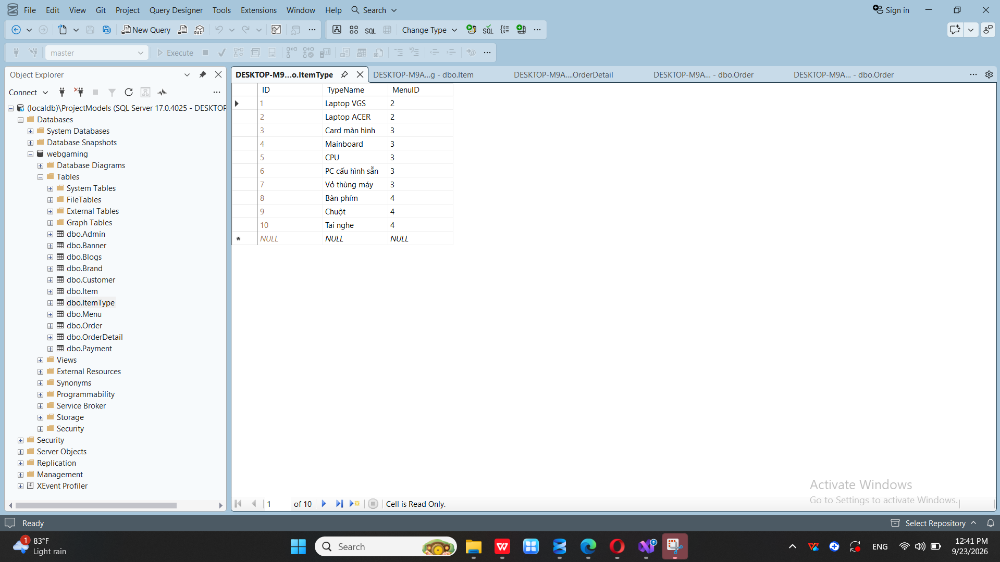 File Edit View Git Project Query Designer Tools Extensions Window Help Search Sign in
New Query SQL Change Type SQL
master Execute
Object Explorer
Connect
(localdb)\ProjectModels (SQL Server 17.0.4025 - DESKTOP
Databases
System Databases
Database Snapshots
webgaming
Database Diagrams
Tables
System Tables
FileTables
External Tables
Graph Tables
dbo.Admin
dbo.Banner
dbo.Blogs
dbo.Brand
dbo.Customer
dbo.Item
dbo.ItemType
dbo.Menu
dbo.Order
dbo.OrderDetail
dbo.Payment
Views
External Resources
Synonyms
Programmability
Service Broker
Storage
Security
Security
Server Objects
Replication
Management
XEvent Profiler
DESKTOP-M9...o.ItemType DESKTOP-M9A...g - dbo.Item DESKTOP-M9A....OrderDetail DESKTOP-M9A... - dbo.Order DESKTOP-M9A... - dbo.Order
ID TypeName MenuID
1 Laptop VGS 2
2 Laptop ACER 2
3 Card màn hình 3
4 Mainboard 3
5 CPU 3
6 PC cấu hình sẵn 3
7 Vỏ thùng máy 3
8 Bàn phím 4
9 Chuột 4
10 Tai nghe 4
NULL NULL NULL
1 of 10 Cell is Read Only.
Activate Windows
Go to Settings to activate Windows.
Ready Select Repository
1 83°F
Light rain
Search
ENG
12:41 PM
9/23/2026